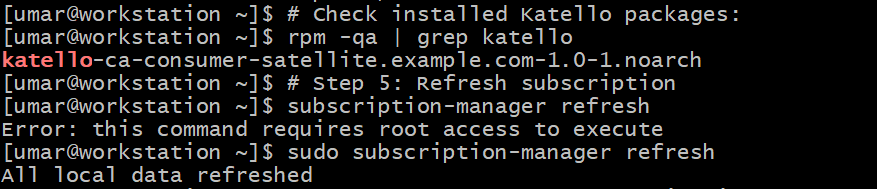 [umar@workstation ~]$ # Check installed Katello packages:
[umar@workstation ~]$ rpm -qa | grep katello
katello-ca-consumer-satellite.example.com-1.0-1.noarch
[umar@workstation ~]$ # Step 5: Refresh subscription
[umar@workstation ~]$ subscription-manager refresh
Error: this command requires root access to execute
[umar@workstation ~]$ sudo subscription-manager refresh
All local data refreshed